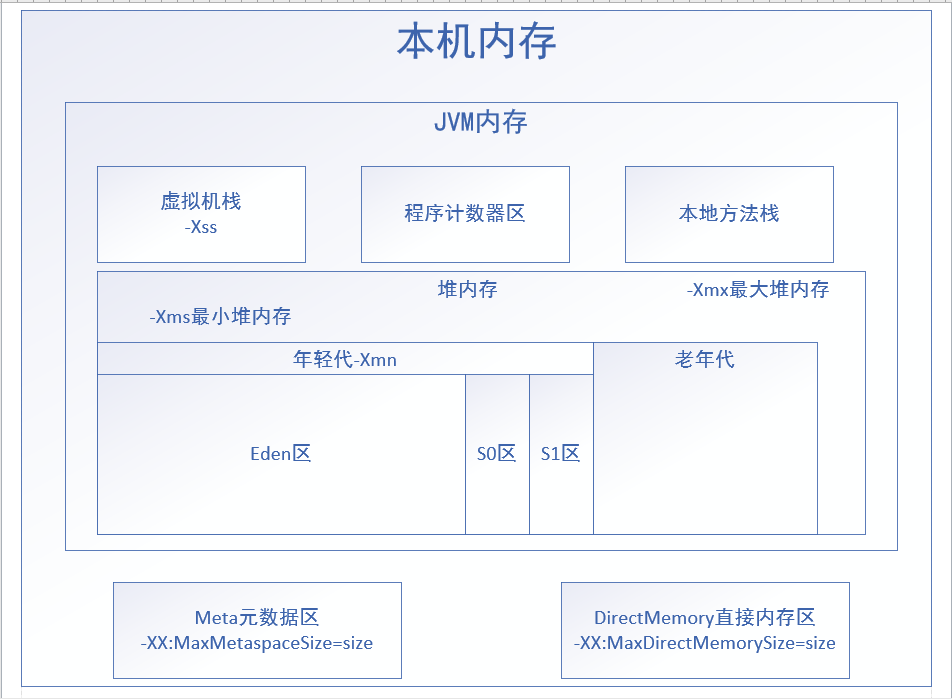 本机内存
JVM内存
虚拟机栈
-Xss
程序计数器区
本地方法栈
堆内存
-Xmx最大堆内存
-Xms最小堆内存
年轻代-Xmn
老年代
Eden区
S0区
S1区
Meta元数据区
-XX:MaxMetaspaceSize=size
DirectMemory直接内存区
-XX:MaxDirectMemorySize=size